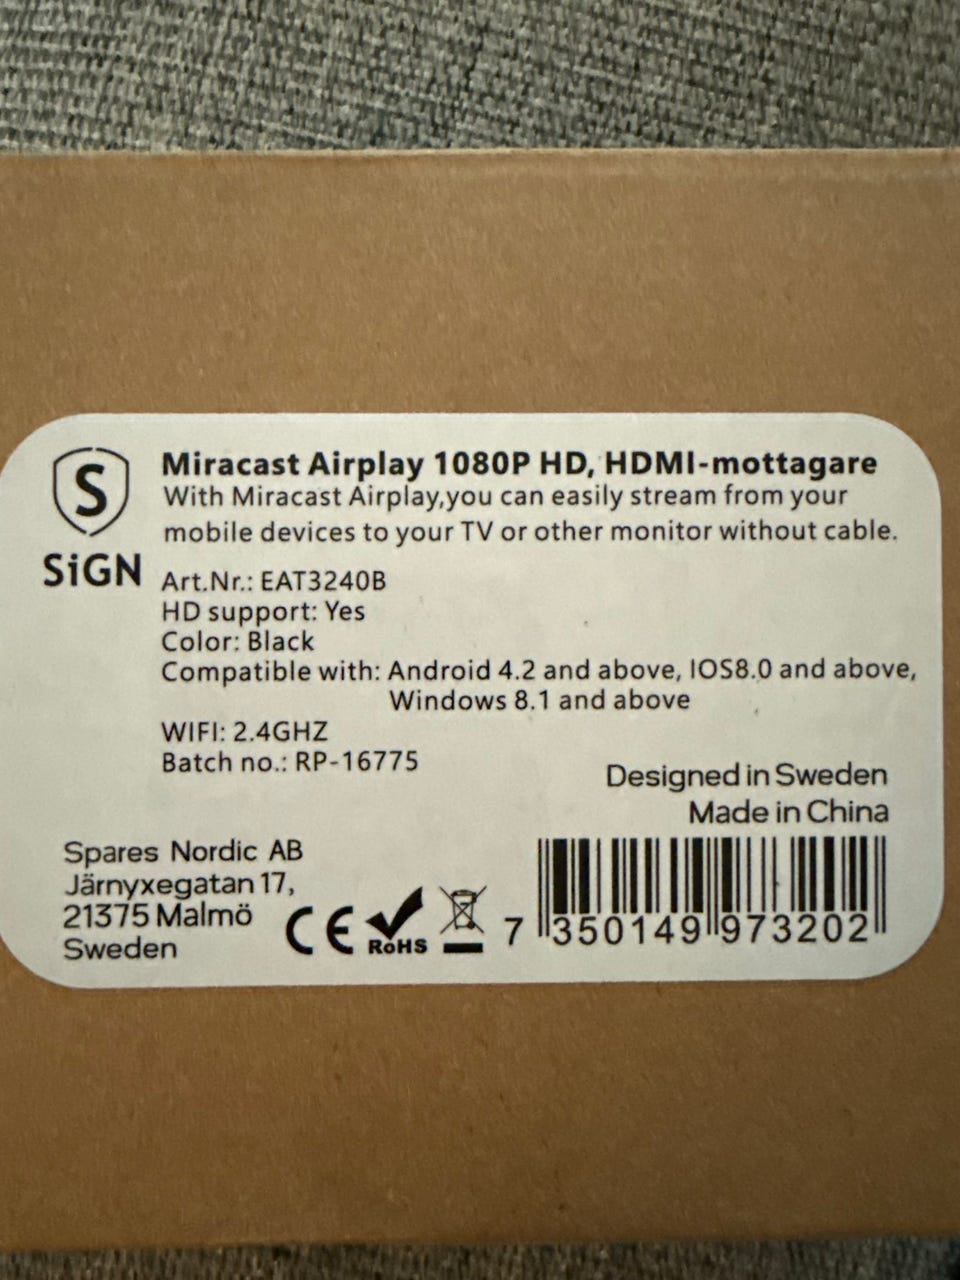 S
SiGN
Miracast Airplay 1080P HD, HDMI-mottagare
With Miracast Airplay,you can easily stream from your
mobile devices to your TV or other monitor without cable.
Art.Nr.: EAT3240B
HD support: Yes
Color: Black
Compatible with: Android 4.2 and above, IOS8.0 and above,
Windows 8.1 and above
WIFI: 2.4GHZ
Batch no.: RP-16775
Designed in Sweden
Made in China
Spares Nordic AB
Järnyxegatan 17,
21375 Malmö
Sweden
CE
RoHS
7 350149 973202